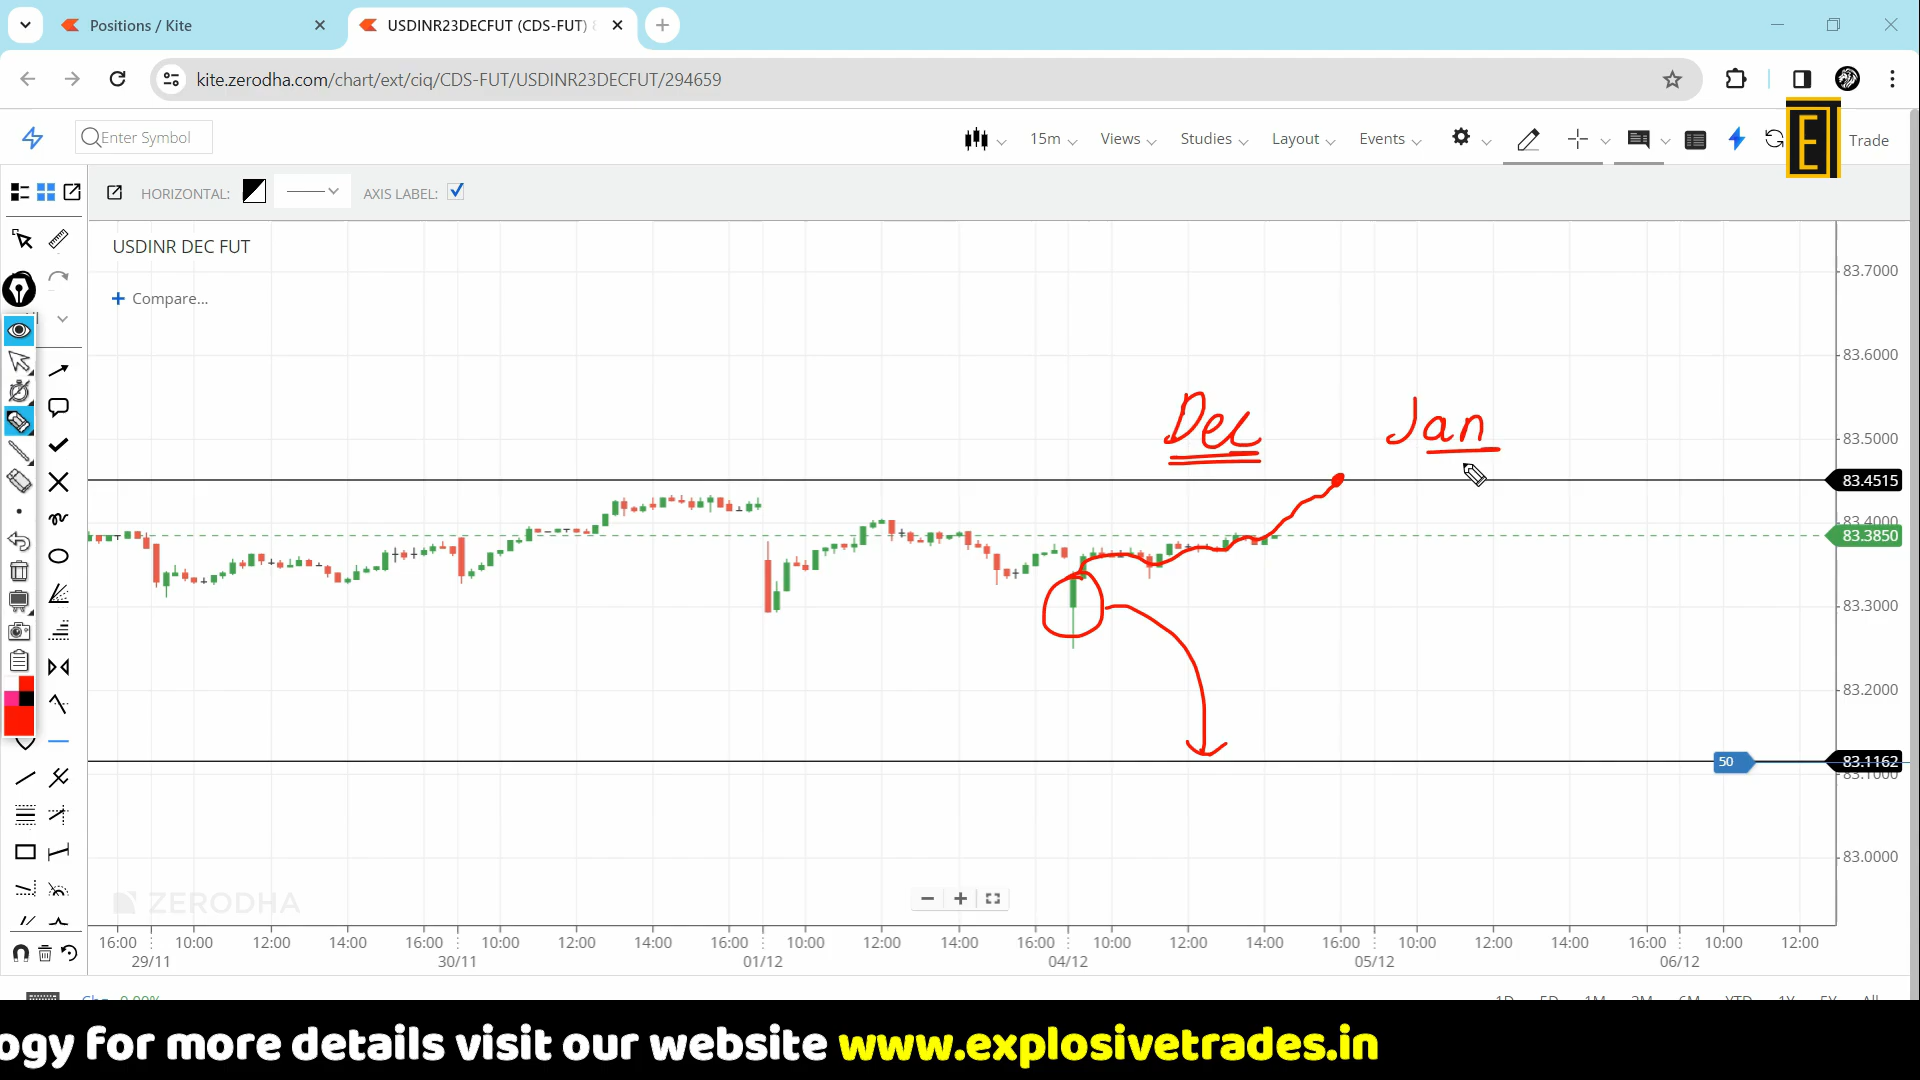 Positions / Kite
USDINR23DECFUT (CDS-FUT)
kite.zerodha.com/chart/ext/ciq/CDS-FUT/USDINR23DECFUT/294659
Enter Symbol
15m
Views
Studies
Layout
Events
E
Trade
HORIZONTAL:
AXIS LABEL:
USDINR DEC FUT
Compare...
83.7000
83.6000
Dec
Jan
83.5000
83.4515
83.4000
83.3850
83.3000
83.2000
50
83.1162
83.1000
83.0000
ZERODHA
16:00 10:00 12:00 14:00 16:00 10:00 12:00 14:00 16:00 10:00 12:00 14:00 16:00 10:00 12:00 14:00 16:00 10:00 12:00 14:00 16:00 10:00 12:00
29/11 30/11 01/12 04/12 05/12 06/12
ogy for more details visit our website www.explosivetrades.in